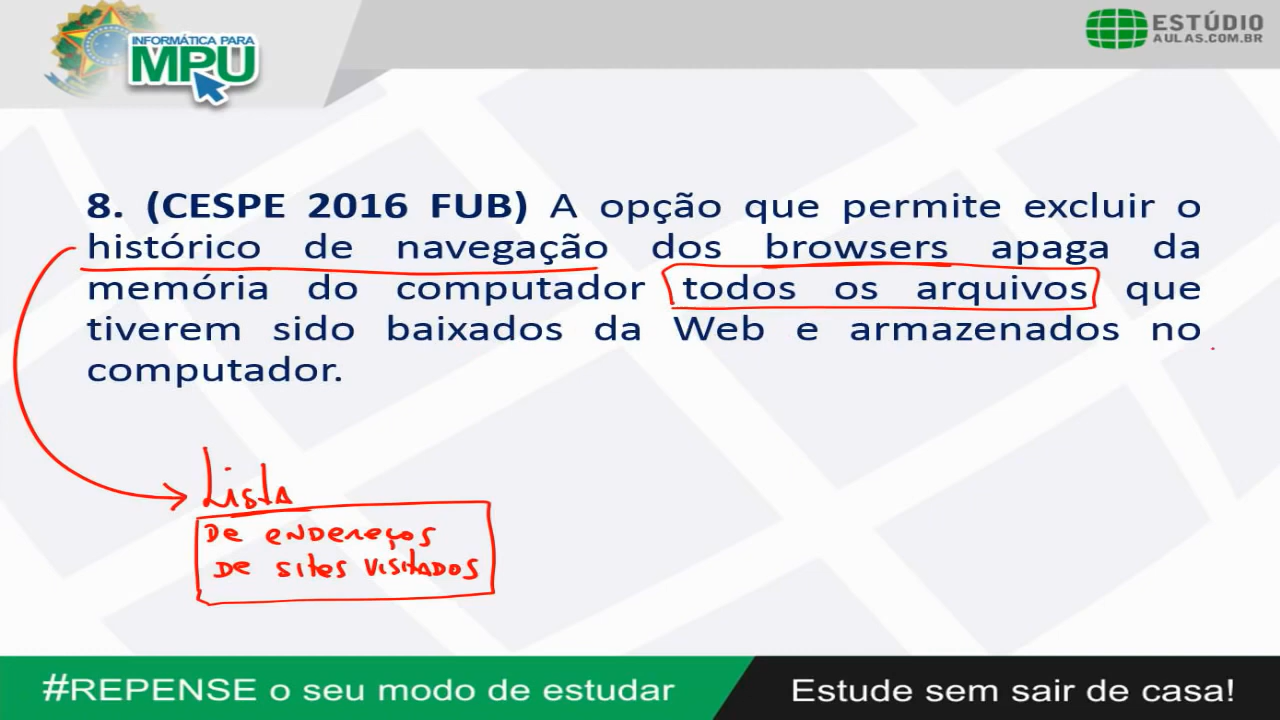 INFORMÁTICA PARA
MPU
ESTÚDIO
AULAS.COM.BR
8. (CESPE 2016 FUB) A opção que permite excluir o
histórico de navegação dos browsers apaga da
memória do computador todos os arquivos que
tiverem sido baixados da Web e armazenados no
computador.
Lista
De endereços
De sites visitados
#REPENSE o seu modo de estudar
Estude sem sair de casa!